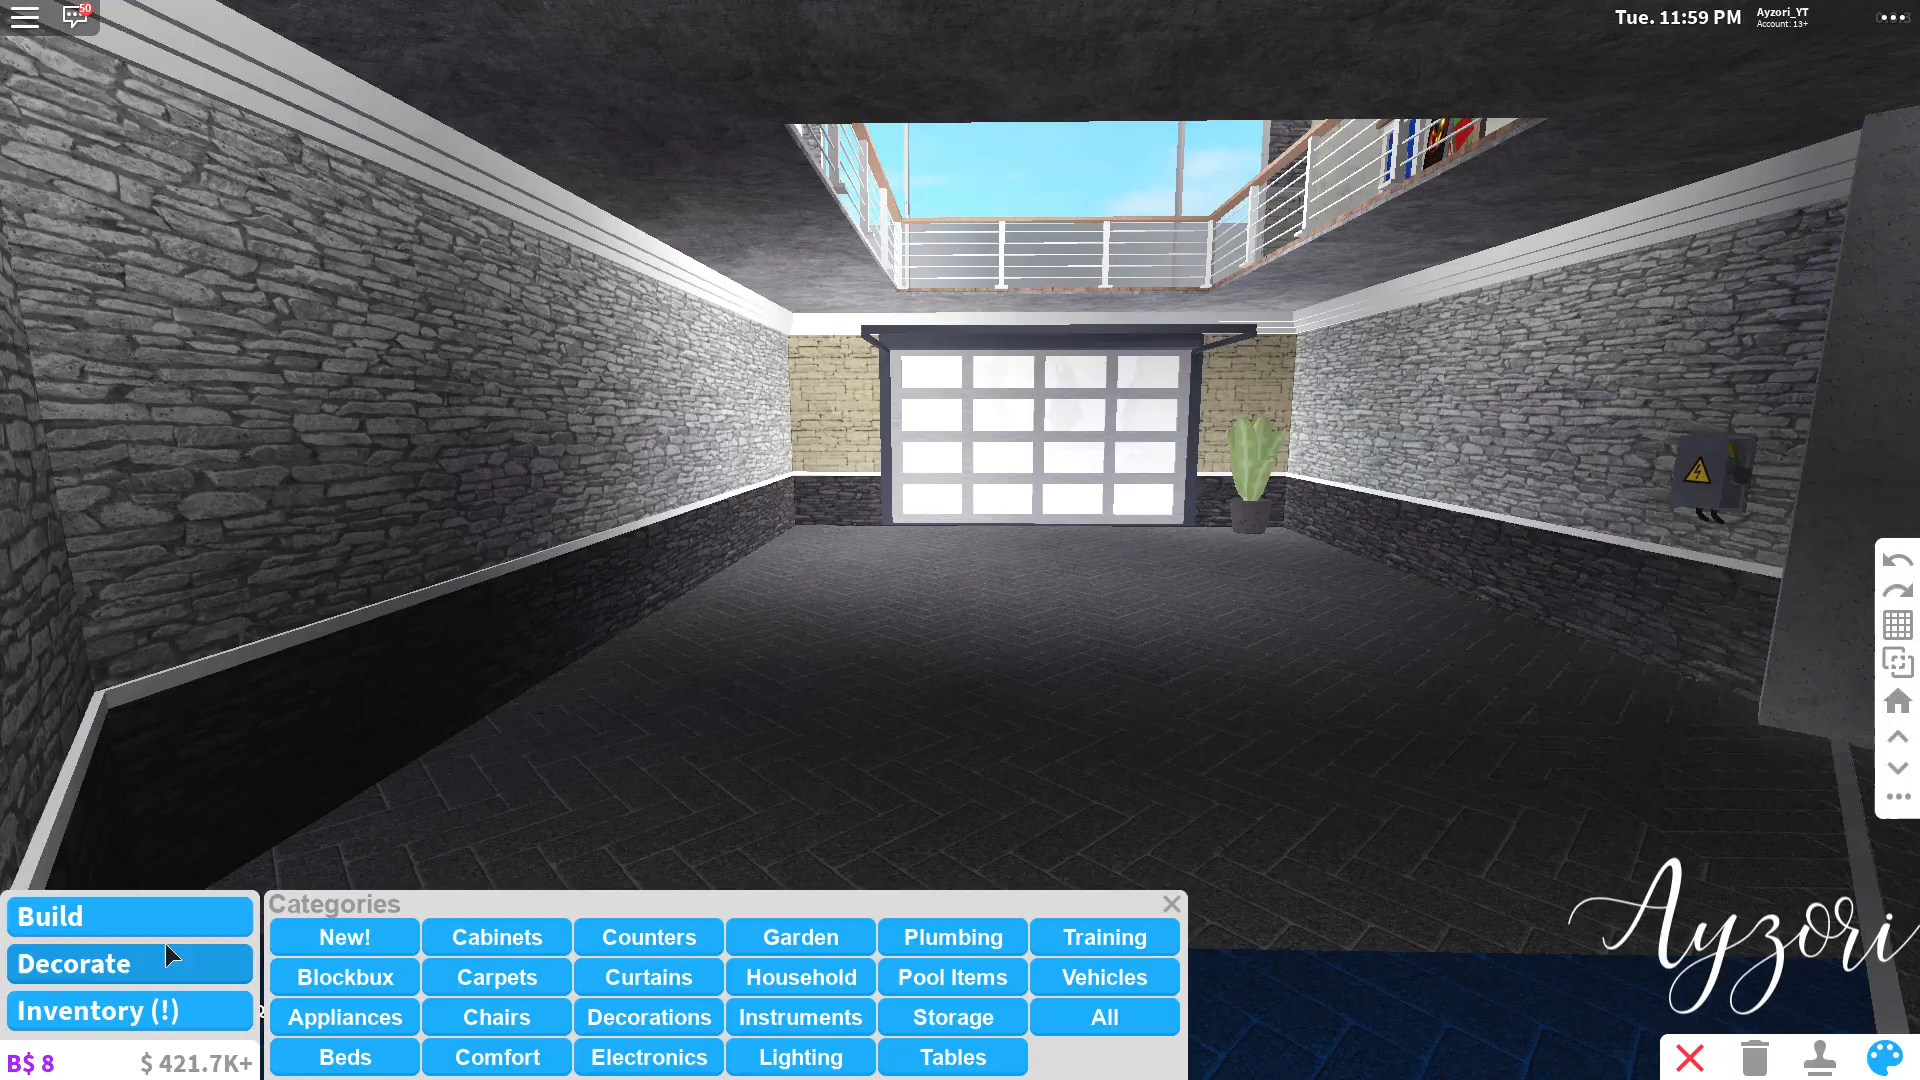 50
Tue. 11:59 PM
Ayzori_YT
Account: 13+
Build
Decorate
Inventory (!)
B$ 8
$ 421.7K+
Categories
New! Cabinets Counters Garden Plumbing Training
Blockbux Carpets Curtains Household Pool Items Vehicles
Appliances Chairs Decorations Instruments Storage All
Beds Comfort Electronics Lighting Tables
Ayzori